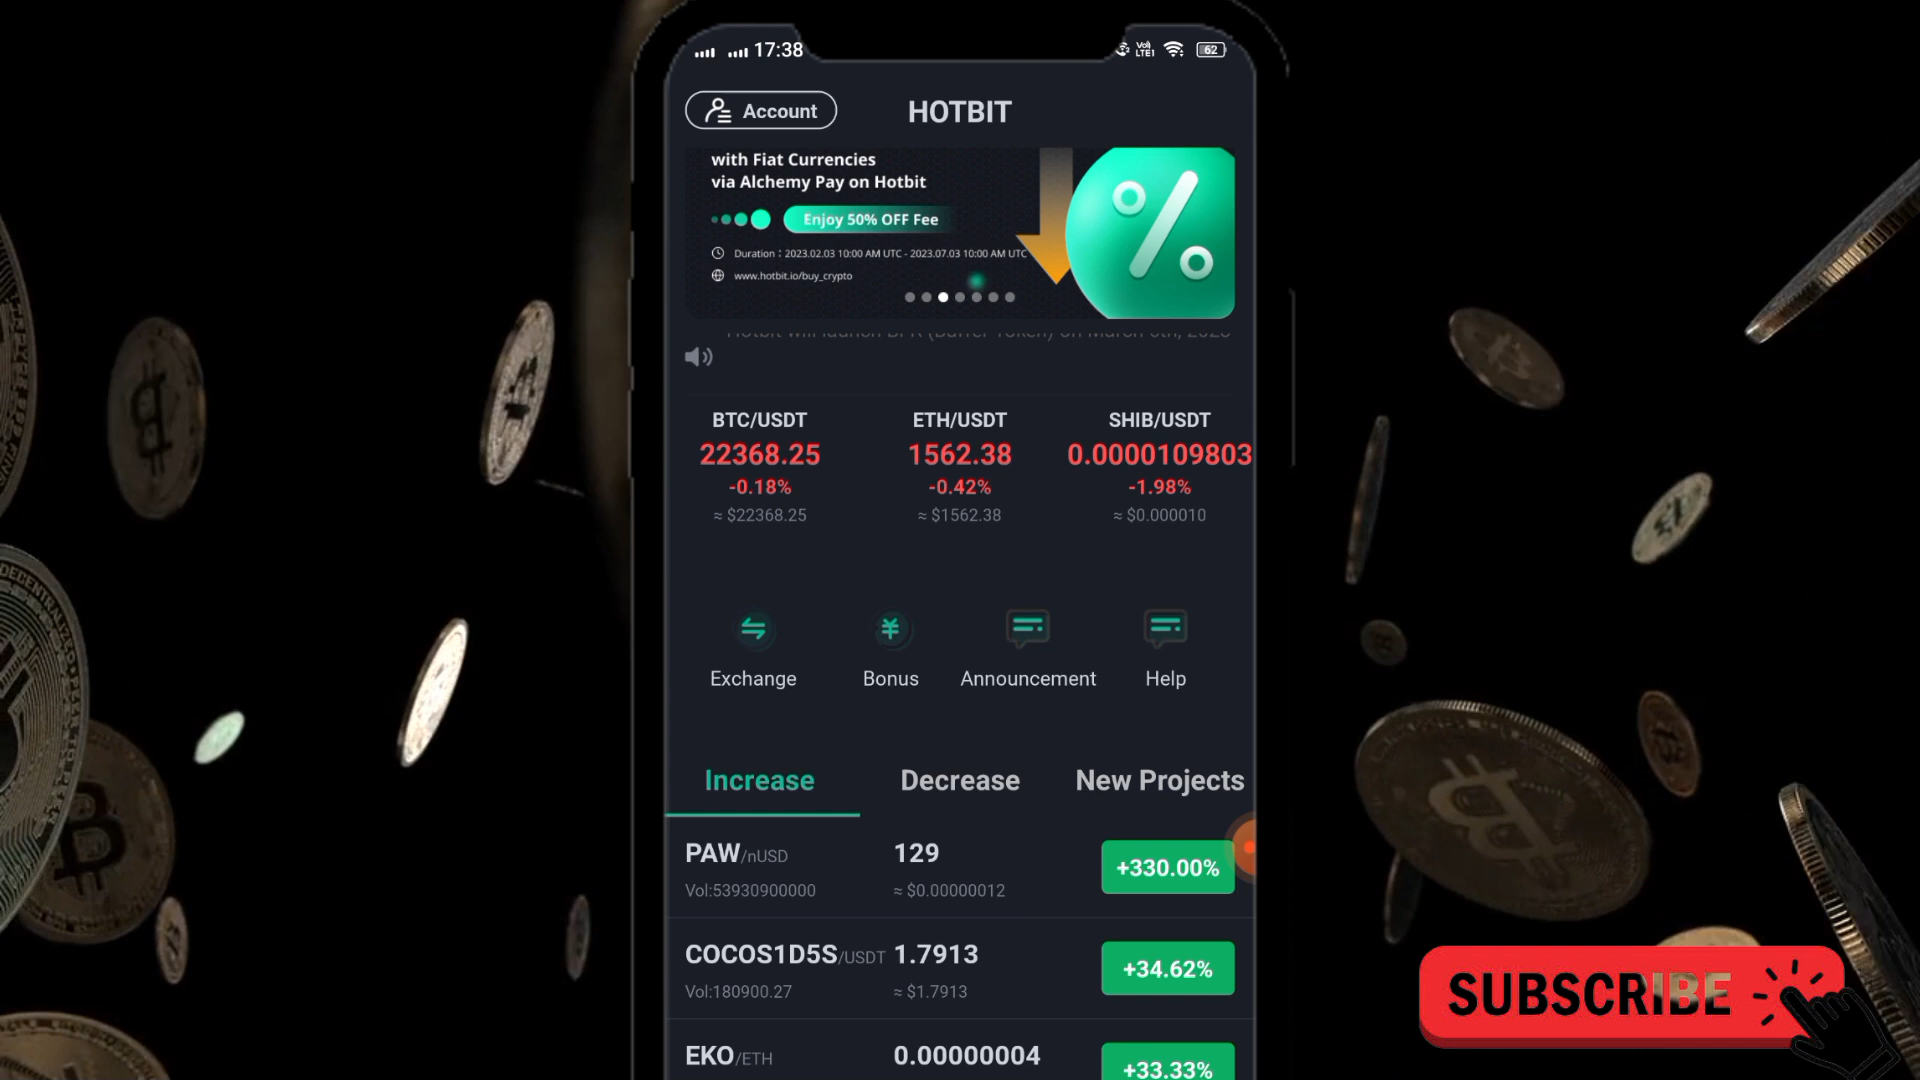 17:38
Vo) LTE1
62
Account
HOTBIT
with Fiat Currencies
via Alchemy Pay on Hotbit
Enjoy 50% OFF Fee
Duration : 2023.02.03 10:00 AM UTC - 2023.07.03 10:00 AM UTC
www.hotbit.io/buy_crypto
BTC/USDT
ETH/USDT
SHIB/USDT
22368.25
1562.38
0.0000109803
-0.18%
-0.42%
-1.98%
≈ $22368.25
≈ $1562.38
≈ $0.000010
Exchange
Bonus
Announcement
Help
Increase
Decrease
New Projects
PAW/nUSD
129
+330.00%
Vol:53930900000
≈ $0.00000012
COCOS1D5S/USDT
1.7913
+34.62%
Vol:180900.27
≈ $1.7913
EKO/ETH
0.00000004
+33.33%
SUBSCRIBE